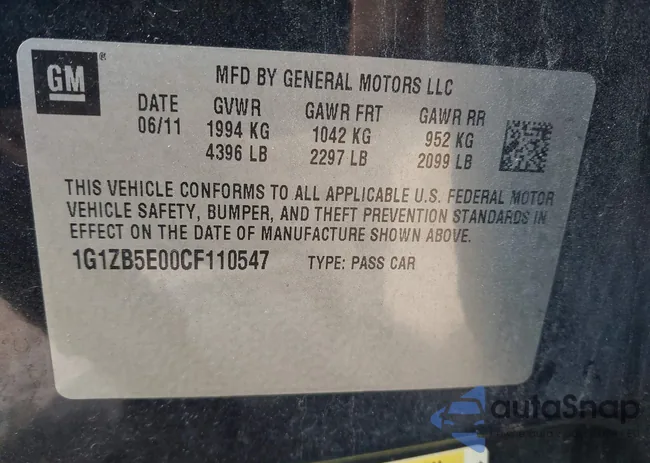 GM ®
MFD BY GENERAL MOTORS LLC
DATE GVWR GAWR FRT GAWR RR
06/11 1994 KG 1042 KG 952 KG
4396 LB 2297 LB 2099 LB
THIS VEHICLE CONFORMS TO ALL APPLICABLE U.S. FEDERAL MOTOR
VEHICLE SAFETY, BUMPER, AND THEFT PREVENTION STANDARDS IN
EFFECT ON THE DATE OF MANUFACTURE SHOWN ABOVE.
1G1ZB5E00CF110547 TYPE: PASS CAR
autoSnap